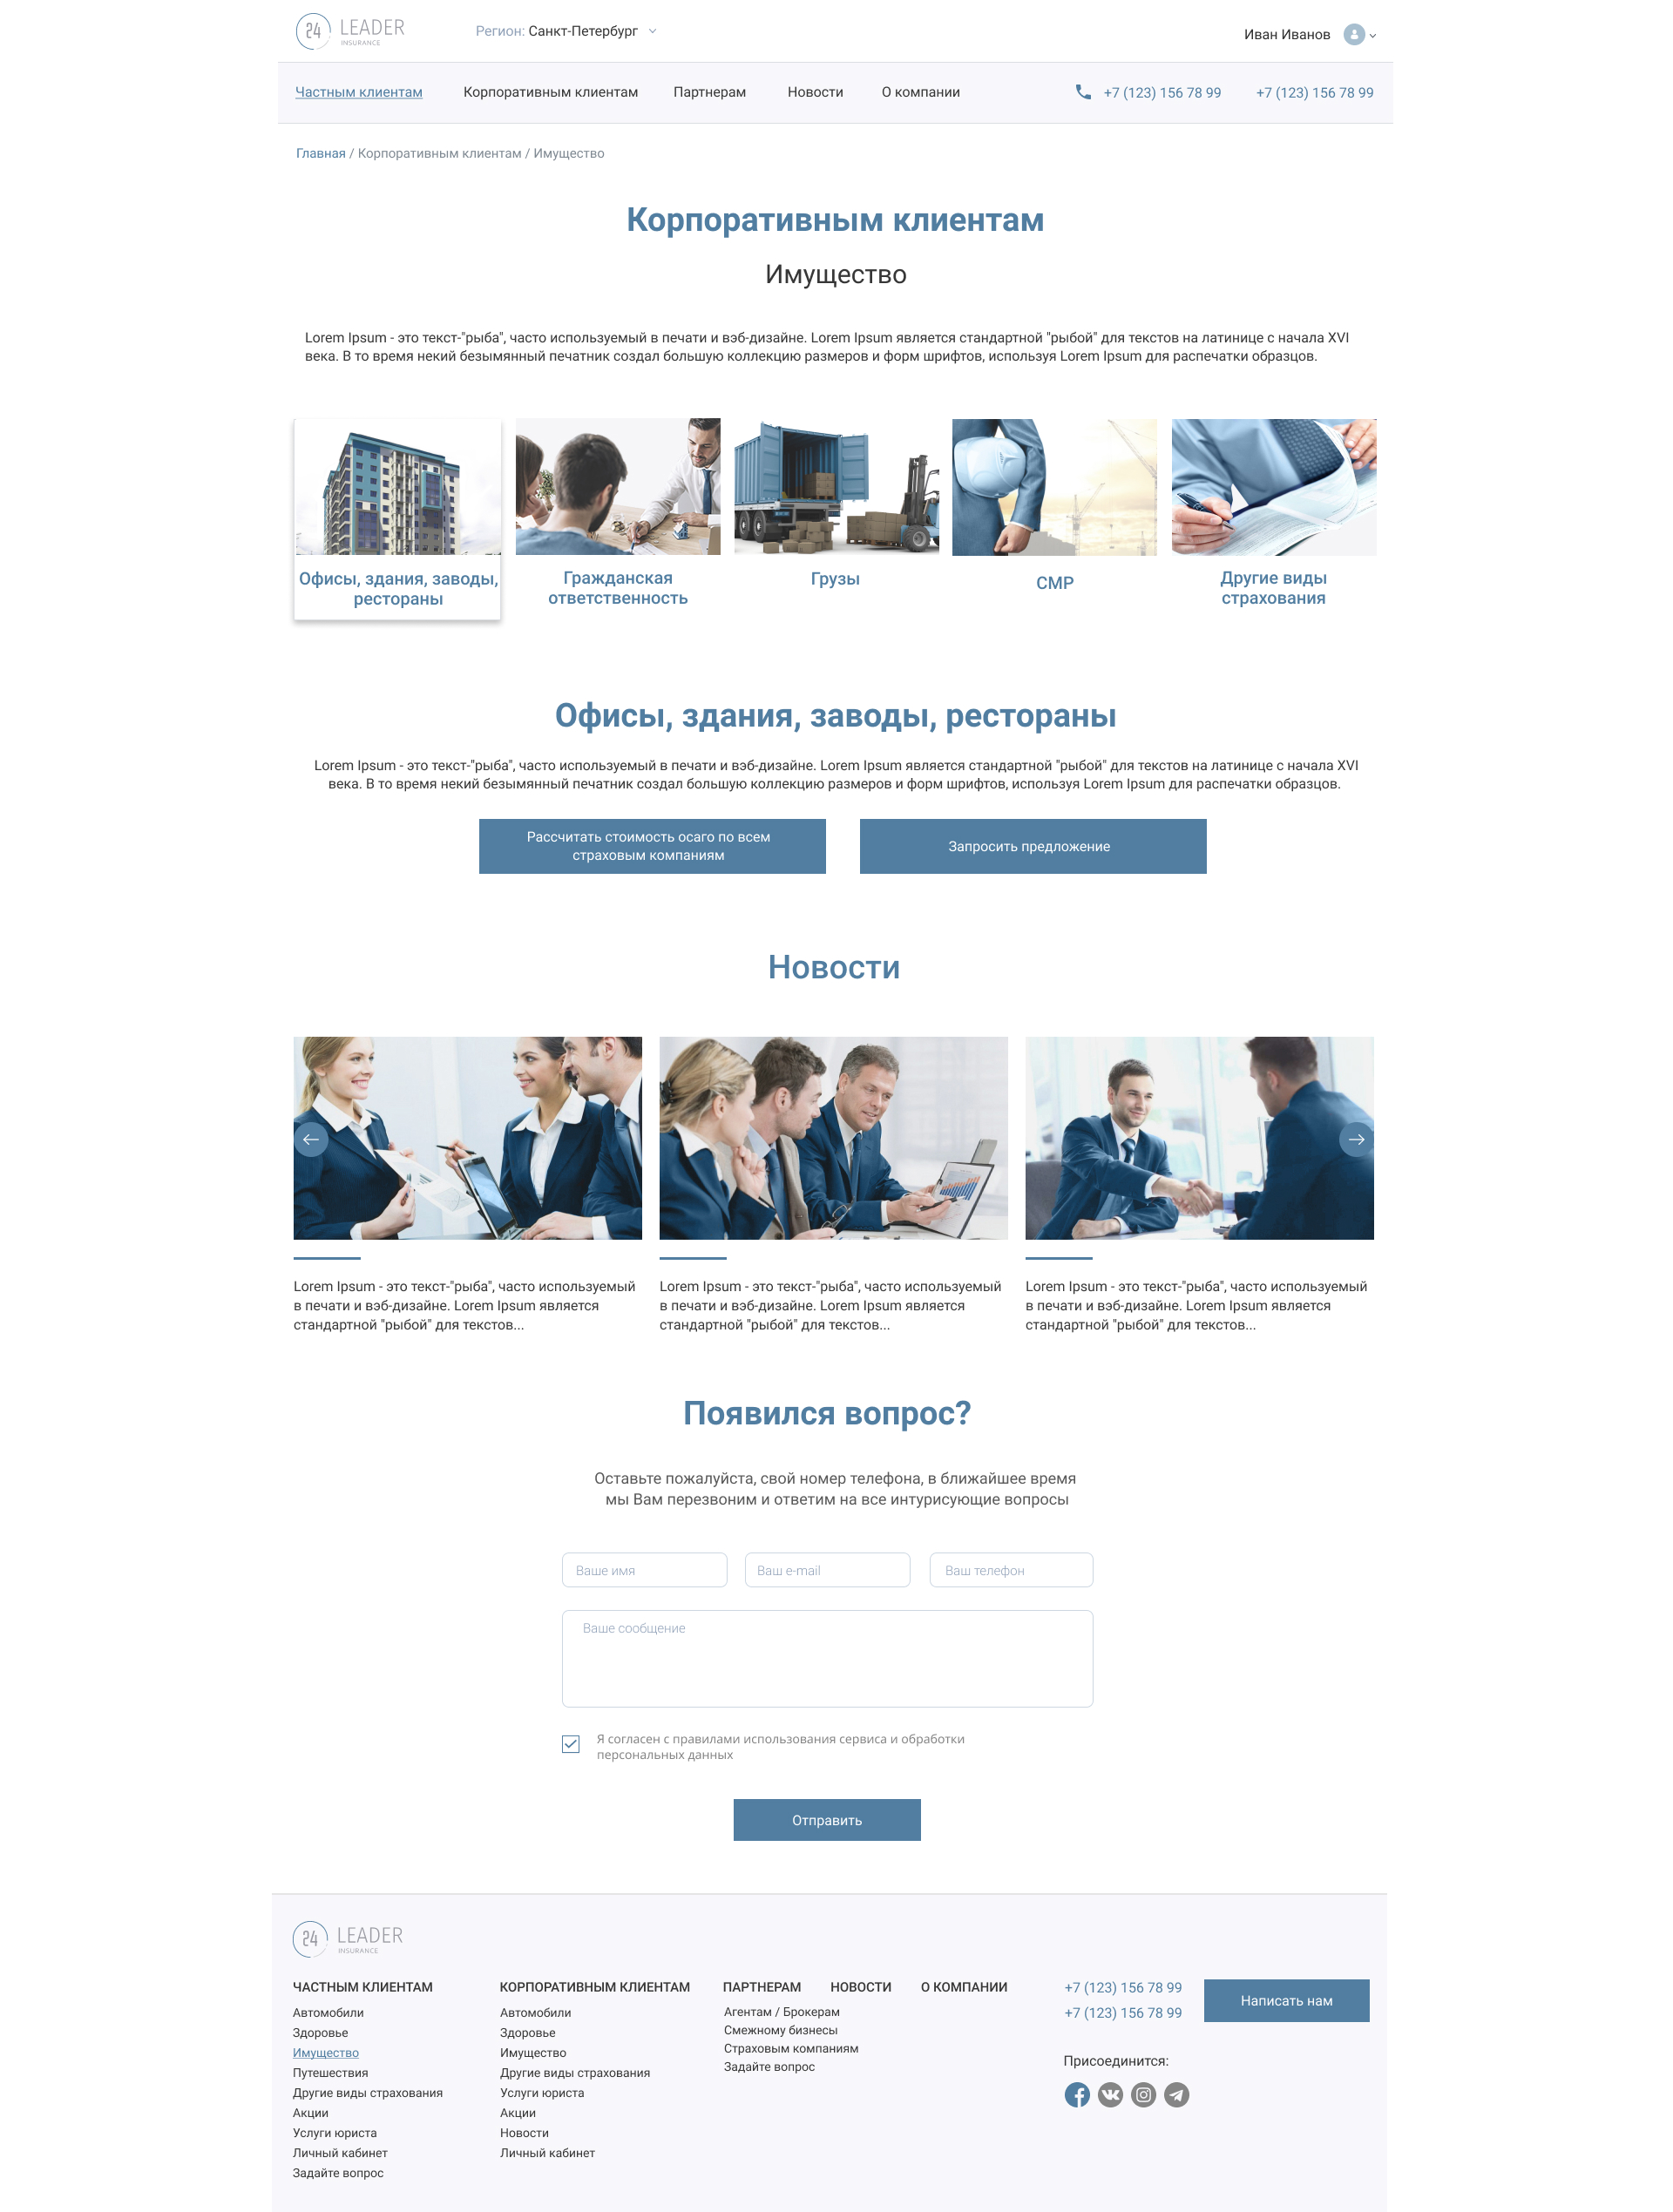 24 LEADER
INSURANCE
Регион: Санкт-Петербург
Иван Иванов
Частным клиентам
Корпоративным клиентам
Партнерам
Новости
О компании
+7 (123) 156 78 99
+7 (123) 156 78 99
Главная / Корпоративным клиентам / Имущество
Корпоративным клиентам
Имущество
Lorem Ipsum - это текст-"рыба", часто используемый в печати и вэб-дизайне. Lorem Ipsum является стандартной "рыбой" для текстов на латинице с начала XVI
века. В то время некий безымянный печатник создал большую коллекцию размеров и форм шрифтов, используя Lorem Ipsum для распечатки образцов.
Офисы, здания, заводы,
рестораны
Гражданская
ответственность
Грузы
СМР
Другие виды
страхования
Офисы, здания, заводы, рестораны
Lorem Ipsum - это текст-"рыба", часто используемый в печати и вэб-дизайне. Lorem Ipsum является стандартной "рыбой" для текстов на латинице с начала XVI
века. В то время некий безымянный печатник создал большую коллекцию размеров и форм шрифтов, используя Lorem Ipsum для распечатки образцов.
Рассчитать стоимость осаго по всем
страховым компаниям
Запросить предложение
Новости
Lorem Ipsum - это текст-"рыба", часто используемый
в печати и вэб-дизайне. Lorem Ipsum является
стандартной "рыбой" для текстов...
Lorem Ipsum - это текст-"рыба", часто используемый
в печати и вэб-дизайне. Lorem Ipsum является
стандартной "рыбой" для текстов...
Lorem Ipsum - это текст-"рыба", часто используемый
в печати и вэб-дизайне. Lorem Ipsum является
стандартной "рыбой" для текстов...
Появился вопрос?
Оставьте пожалуйста, свой номер телефона, в ближайшее время
мы Вам перезвоним и ответим на все интурисующие вопросы
Ваше имя
Ваш e-mail
Ваш телефон
Ваше сообщение
Я согласен с правилами использования сервиса и обработки
персональных данных
Отправить
24 LEADER
INSURANCE
ЧАСТНЫМ КЛИЕНТАМ
Автомобили
Здоровье
Имущество
Путешествия
Другие виды страхования
Акции
Услуги юриста
Личный кабинет
Задайте вопрос
КОРПОРАТИВНЫМ КЛИЕНТАМ
Автомобили
Здоровье
Имущество
Другие виды страхования
Услуги юриста
Акции
Новости
Личный кабинет
ПАРТНЕРАМ
Агентам / Брокерам
Смежному бизнесы
Страховым компаниям
Задайте вопрос
НОВОСТИ
О КОМПАНИИ
+7 (123) 156 78 99
+7 (123) 156 78 99
Написать нам
Присоединится: